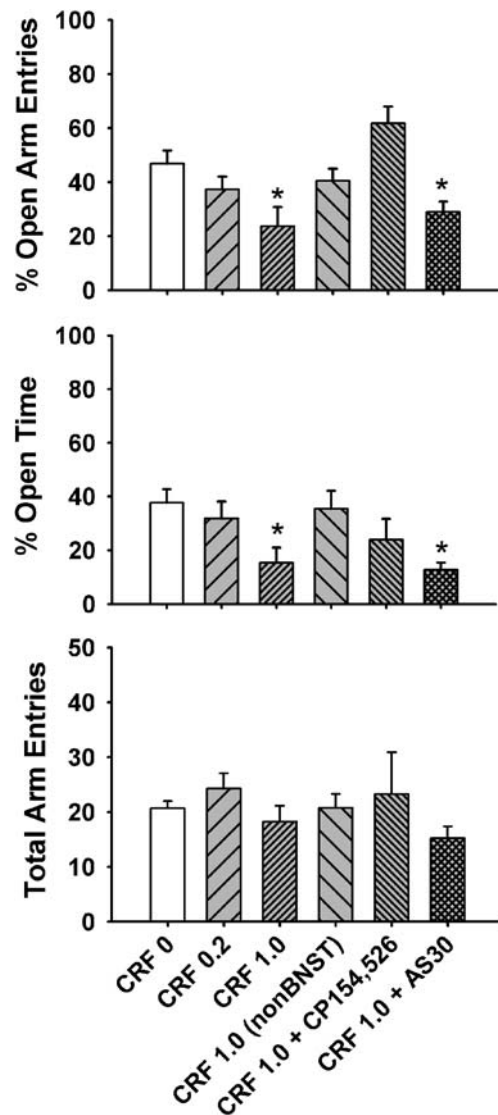 % Open Arm Entries
100
80
60
40
20
0
*
*
% Open Time
100
80
60
40
20
0
*
*
Total Arm Entries
50
40
30
20
10
0
CRF 0
CRF 0.2
CRF 1.0
CRF 1.0 (nonBNST)
CRF 1.0 + CP154,526
CRF 1.0 + AS30